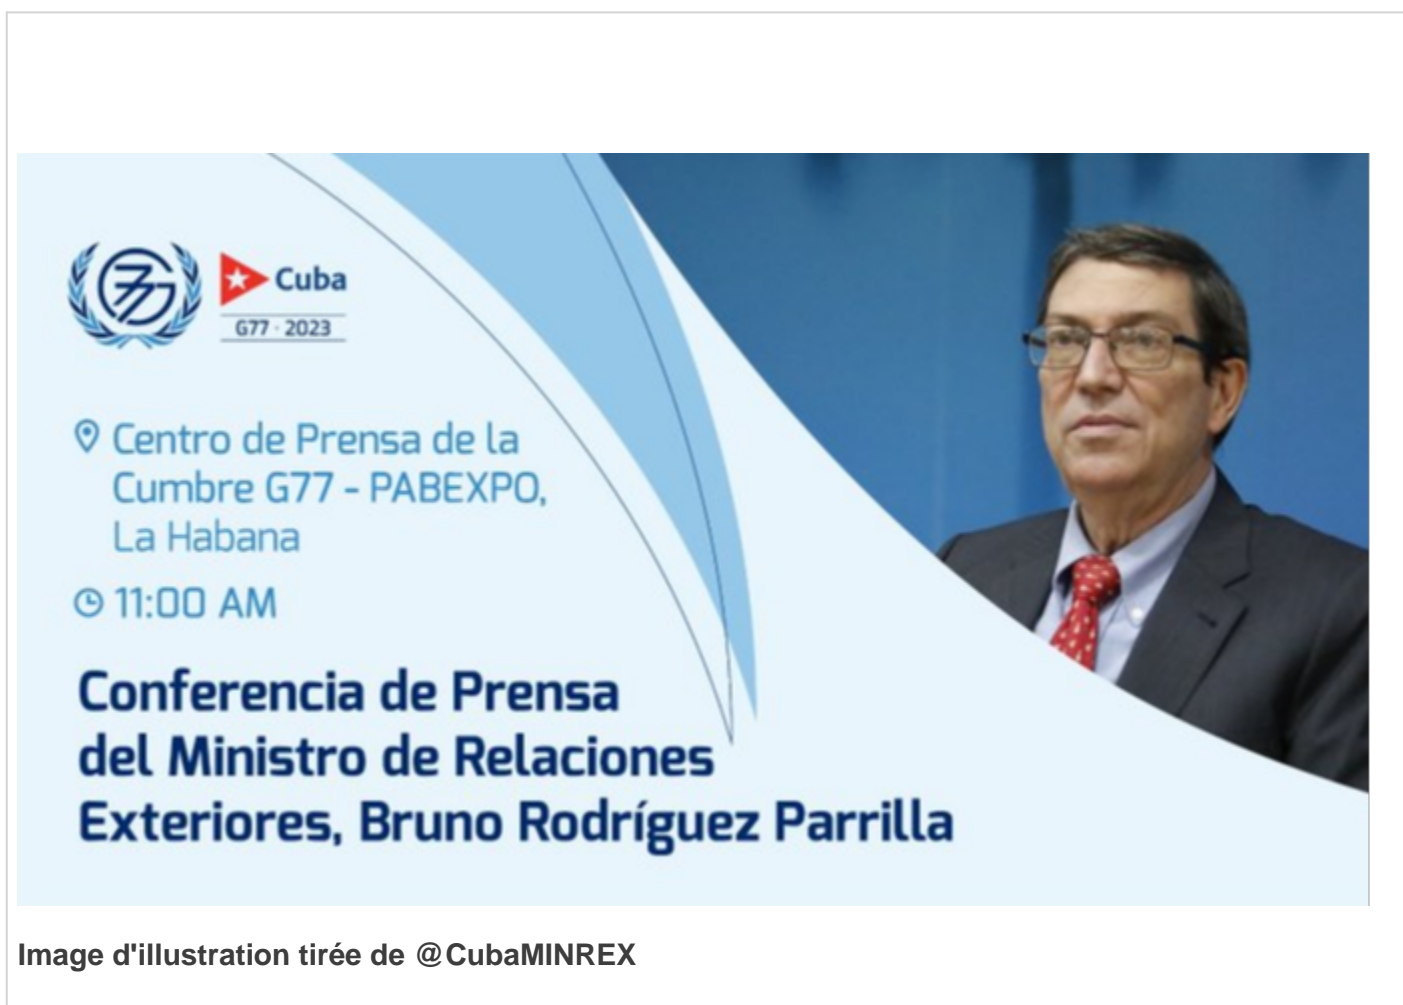 G77
Cuba
G77 · 2023
Centro de Prensa de la
Cumbre G77 - PABEXPO,
La Habana
11:00 AM
Conferencia de Prensa
del Ministro de Relaciones
Exteriores, Bruno Rodríguez Parrilla
Image d'illustration tirée de @CubaMINREX